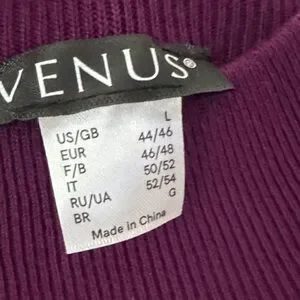 VENUS®
US/GB L
EUR 44/46
F/B 46/48
IT 50/52
RU/UA 52/54
BR G
Made in China